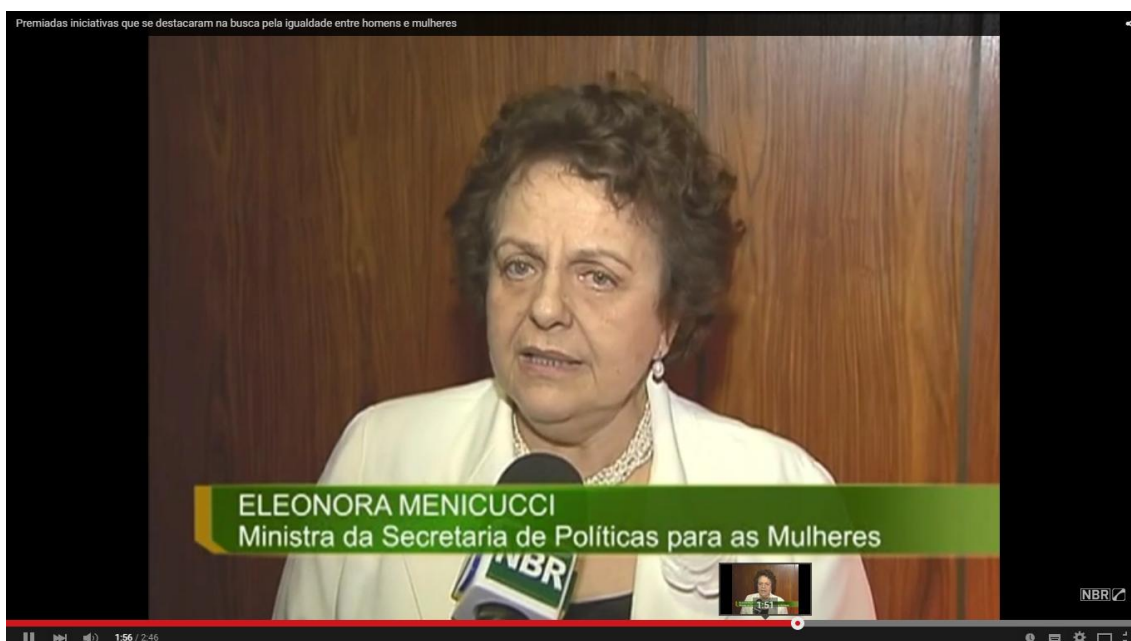 Premiadas iniciativas que se destacaram na busca pela igualdade entre homens e mulheres
ELEONORA MENICUCCI
Ministra da Secretaria de Políticas para as Mulheres
NBR
1:51
NBR
1:56 / 2:46